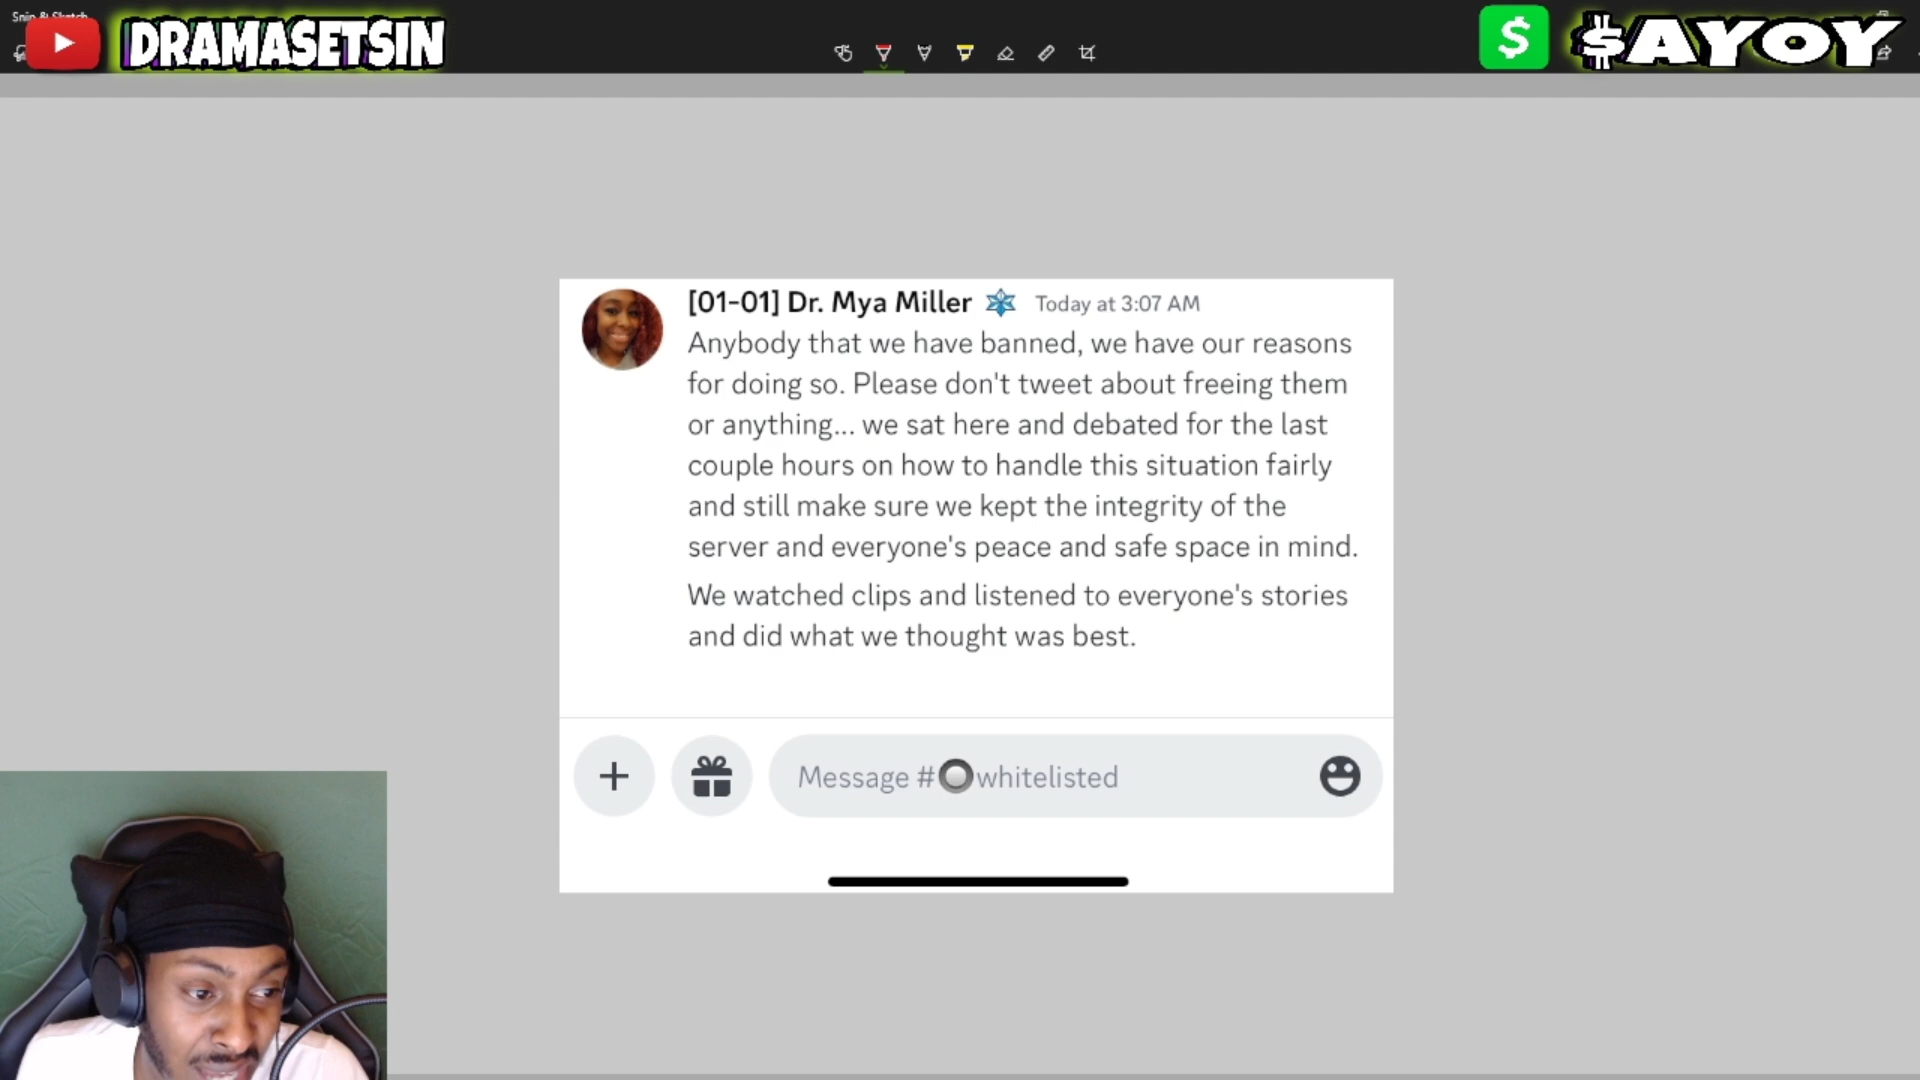 Snip & Sketch
DRAMASETSIN
$AYOY
[01-01] Dr. Mya Miller Today at 3:07 AM
Anybody that we have banned, we have our reasons
for doing so. Please don't tweet about freeing them
or anything... we sat here and debated for the last
couple hours on how to handle this situation fairly
and still make sure we kept the integrity of the
server and everyone's peace and safe space in mind.
We watched clips and listened to everyone's stories
and did what we thought was best.
Message # whitelisted